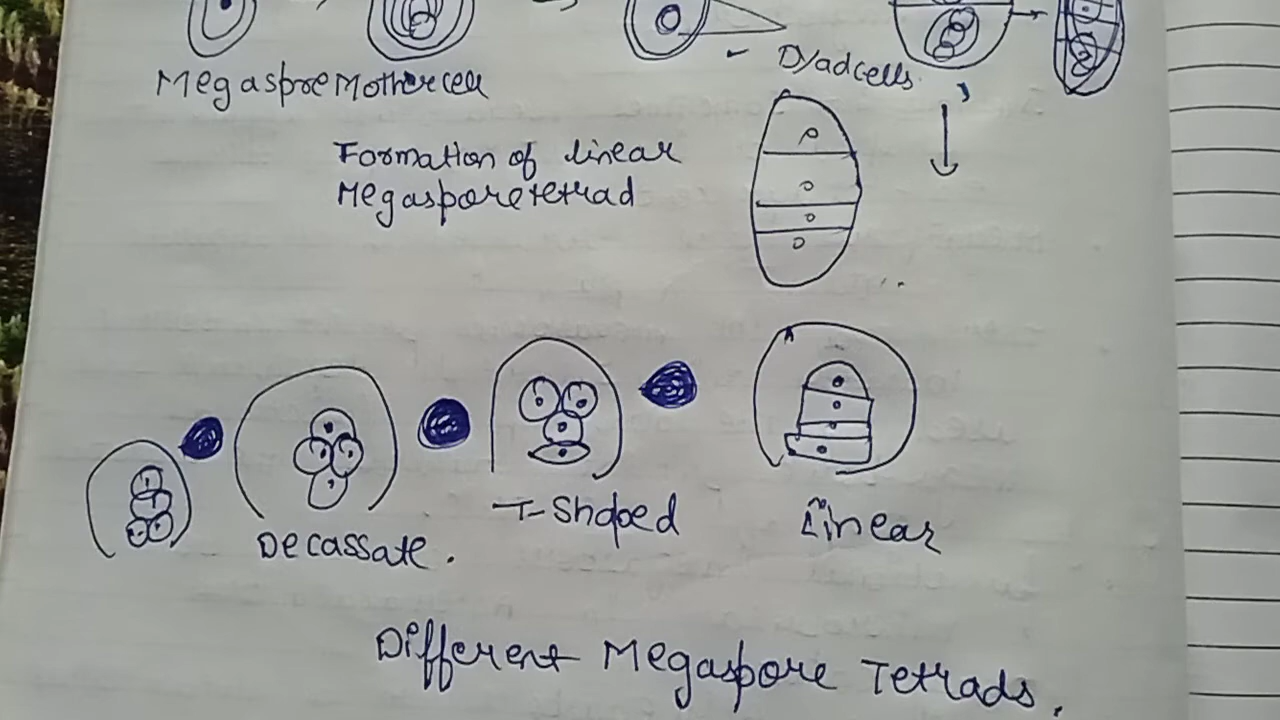 Megaspore Mother cell
Dyad cells
Formation of linear
Megaspore tetrad
Decassate.
T-Shaped
Linear
Different Megaspore Tetrads.